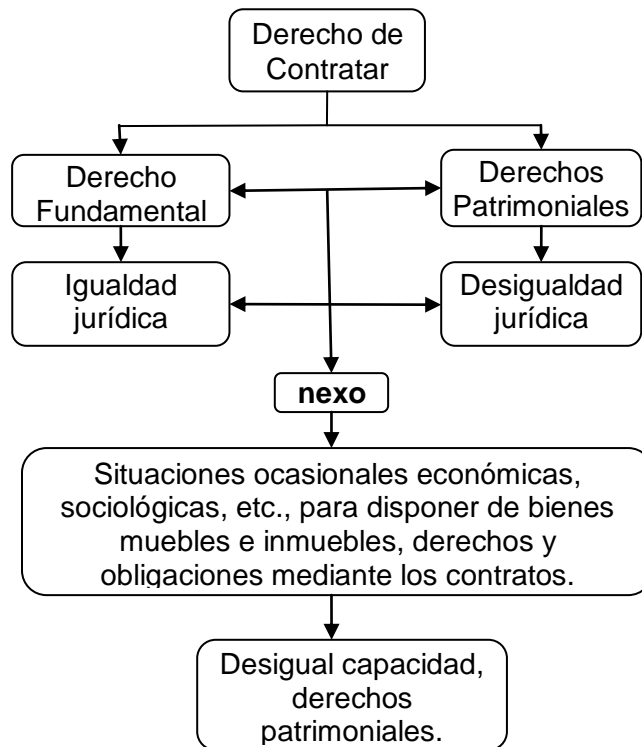 Derecho de
Contratar
Derecho
Fundamental
Derechos
Patrimoniales
Igualdad
jurídica
Desigualdad
jurídica
nexo
Situaciones ocasionales económicas,
sociológicas, etc., para disponer de bienes
muebles e inmuebles, derechos y
obligaciones mediante los contratos.
Desigual capacidad,
derechos
patrimoniales.